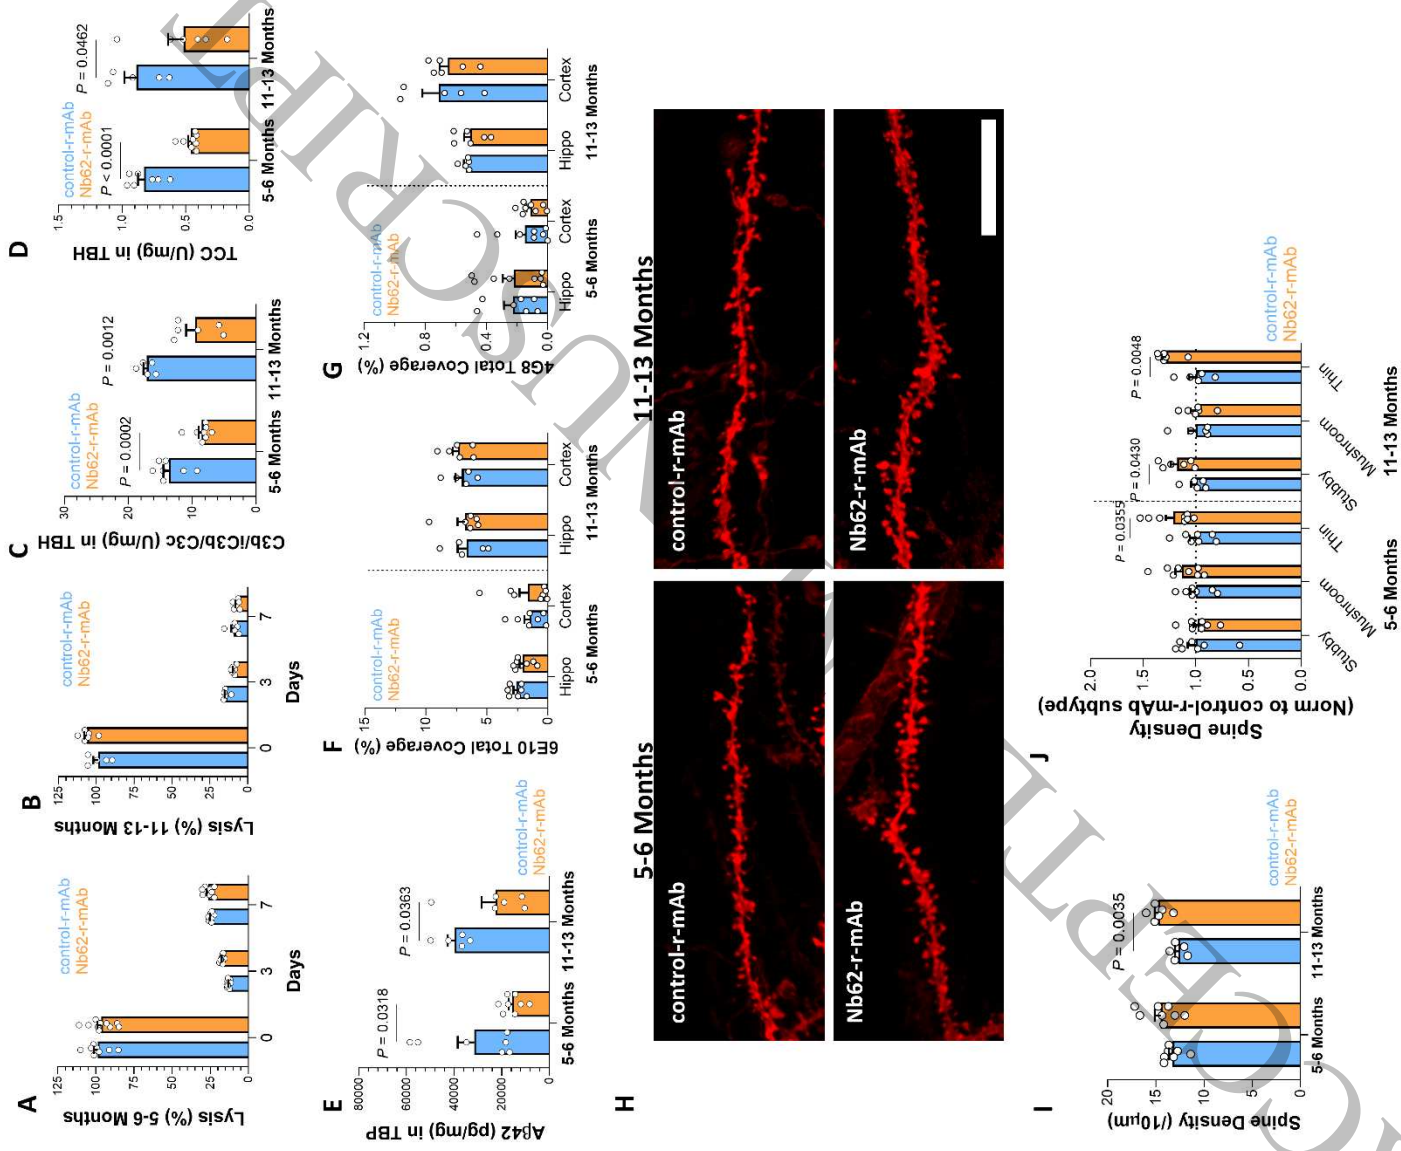 A
Lysis (%) 5-6 Months
125
100
75
50
25
0
control-r-mAb
Nb62-r-mAb
0
3
7
Days
B
Lysis (%) 11-13 Months
125
100
75
50
25
0
control-r-mAb
Nb62-r-mAb
0
3
7
Days
C
C3b/iC3b/C3c (U/mg) in TBH
30
20
10
0
control-r-mAb
Nb62-r-mAb
P = 0.0002
P = 0.0012
5-6 Months
11-13 Months
D
TCC (U/mg) in TBH
1.5
1.0
0.5
0.0
control-r-mAb
Nb62-r-mAb
P < 0.0001
P = 0.0462
5-6 Months
11-13 Months
E
Aβ42 (pg/mg) in TBP
80000
60000
40000
20000
0
P = 0.0318
P = 0.0363
5-6 Months
11-13 Months
control-r-mAb
Nb62-r-mAb
F
6E10 Total Coverage (%)
15
10
5
0
control-r-mAb
Nb62-r-mAb
Hippo
Cortex
Hippo
Cortex
5-6 Months
11-13 Months
G
4G8 Total Coverage (%)
1.2
0.8
0.4
0.0
control-r-mAb
Nb62-r-mAb
Hippo
Cortex
Hippo
Cortex
5-6 Months
11-13 Months
H
5-6 Months
11-13 Months
control-r-mAb
control-r-mAb
Nb62-r-mAb
Nb62-r-mAb
I
Spine Density (/10μm)
20
15
10
5
0
P = 0.0035
5-6 Months
11-13 Months
control-r-mAb
Nb62-r-mAb
J
Spine Density
(Norm to control-r-mAb subtype)
2.0
1.5
1.0
0.5
0.0
P = 0.0355
P = 0.0430
P = 0.0048
Stubby
Mushroom
Thin
Stubby
Mushroom
Thin
5-6 Months
11-13 Months
control-r-mAb
Nb62-r-mAb